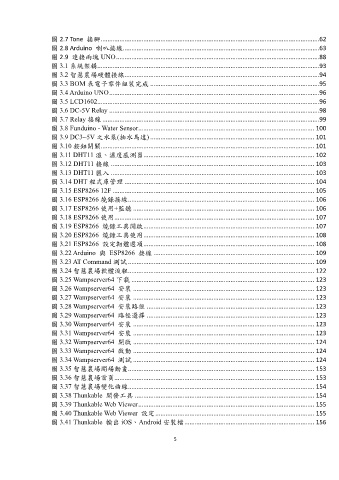 圖 2.7 Tone 接腳 62
圖 2.8 Arduino 喇叭接線 63
圖 2.9 連接兩塊 UNO 88
圖 3.1 系統架構 93
圖 3.2 智慧農場硬體接線 94
圖 3.3 BOM 表電子零件組裝完成 95
圖 3.4 Arduino UNO 96
圖 3.5 LCD1602 96
圖 3.6 DC-5V Relay 98
圖 3.7 Relay 接線 99
圖 3.8 Funduino - Water Sensor 100
圖 3.9 DC3~5V 之水泵(抽水馬達) 101
圖 3.10 按鈕開關 101
圖 3.11 DHT11 溫、濕度感測器 102
圖 3.12 DHT11 接線 103
圖 3.13 DHT11 匯入 103
圖 3.14 DHT 程式庫管理 104
圖 3.15 ESP8266 12F 105
圖 3.16 ESP8266 燒錄接線 106
圖 3.17 ESP8266 使用+監聽 106
圖 3.18 ESP8266 使用 107
圖 3.19 ESP8266 燒錄工具開啟 107
圖 3.20 ESP8266 燒錄工具使用 108
圖 3.21 ESP8266 設定韌體選項 108
圖 3.22 Arduino 與 ESP8266 接線 109
圖 3.23 AT Command 測試 109
圖 3.24 智慧農場軟體流程 122
圖 3.25 Wampserver64 下載 123
圖 3.26 Wampserver64 安裝 123
圖 3.27 Wampserver64 安裝 123
圖 3.28 Wampserver64 安裝路徑 123
圖 3.29 Wampserver64 路徑選擇 123
圖 3.30 Wampserver64 安裝 123
圖 3.31 Wampserver64 安裝 123
圖 3.32 Wampserver64 開啟 124
圖 3.33 Wampserver64 啟動 124
圖 3.34 Wampserver64 測試 124
圖 3.35 智慧農場開場動畫 153
圖 3.36 智慧農場首頁 153
圖 3.37 智慧農場變化曲線 154
圖 3.38 Thunkable 開發工具 154
圖 3.39 Thunkable Web Viewer 155
圖 3.40 Thunkable Web Viewer 設定 155
圖 3.41 Thunkable 輸出 iOS、Android 安裝檔 156
5